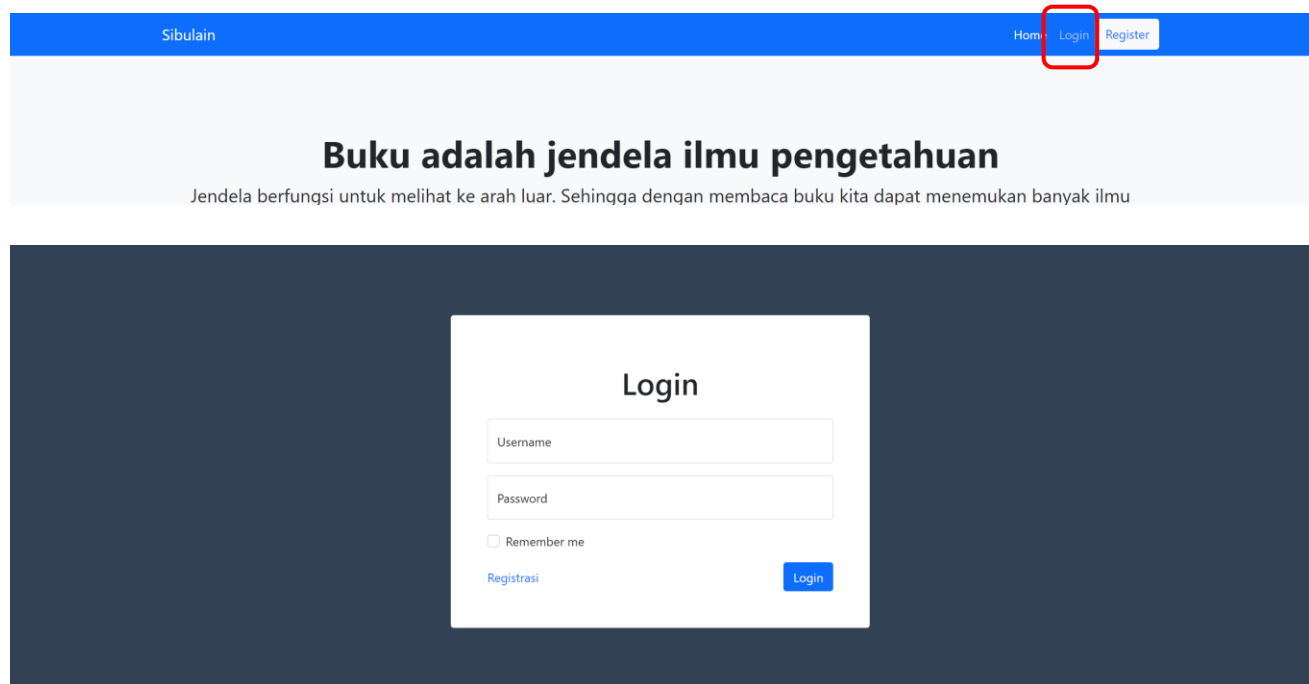 Sibulain Home Login Register
Buku adalah jendela ilmu pengetahuan
Jendela berfungsi untuk melihat ke arah luar. Sehingga dengan membaca buku kita dapat menemukan banyak ilmu
Login
Username
Password
Remember me
Registrasi Login